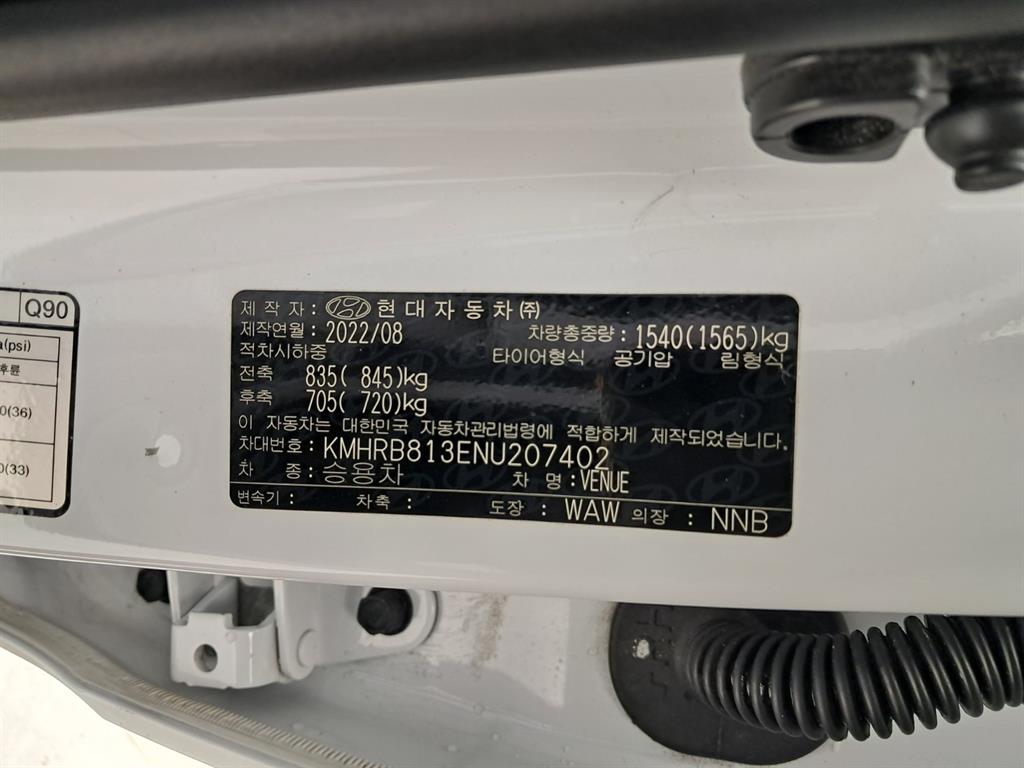 Q90
a(psi)
후륜
0(36)
0(33)
제 작 자 : 현대자동차(주)
제작연월 : 2022/08 차량총중량 : 1540(1565)kg
적차시하중 타이어형식 공기압 림형식
전축 835( 845)kg
후축 705( 720)kg
이 자동차는 대한민국 자동차관리법령에 적합하게 제작되었습니다.
차대번호 : KMHRB813ENU207402
차 종 : 승용차 차 명 : VENUE
변속기 : 차축 : 도장 : WAW 의장 : NNB